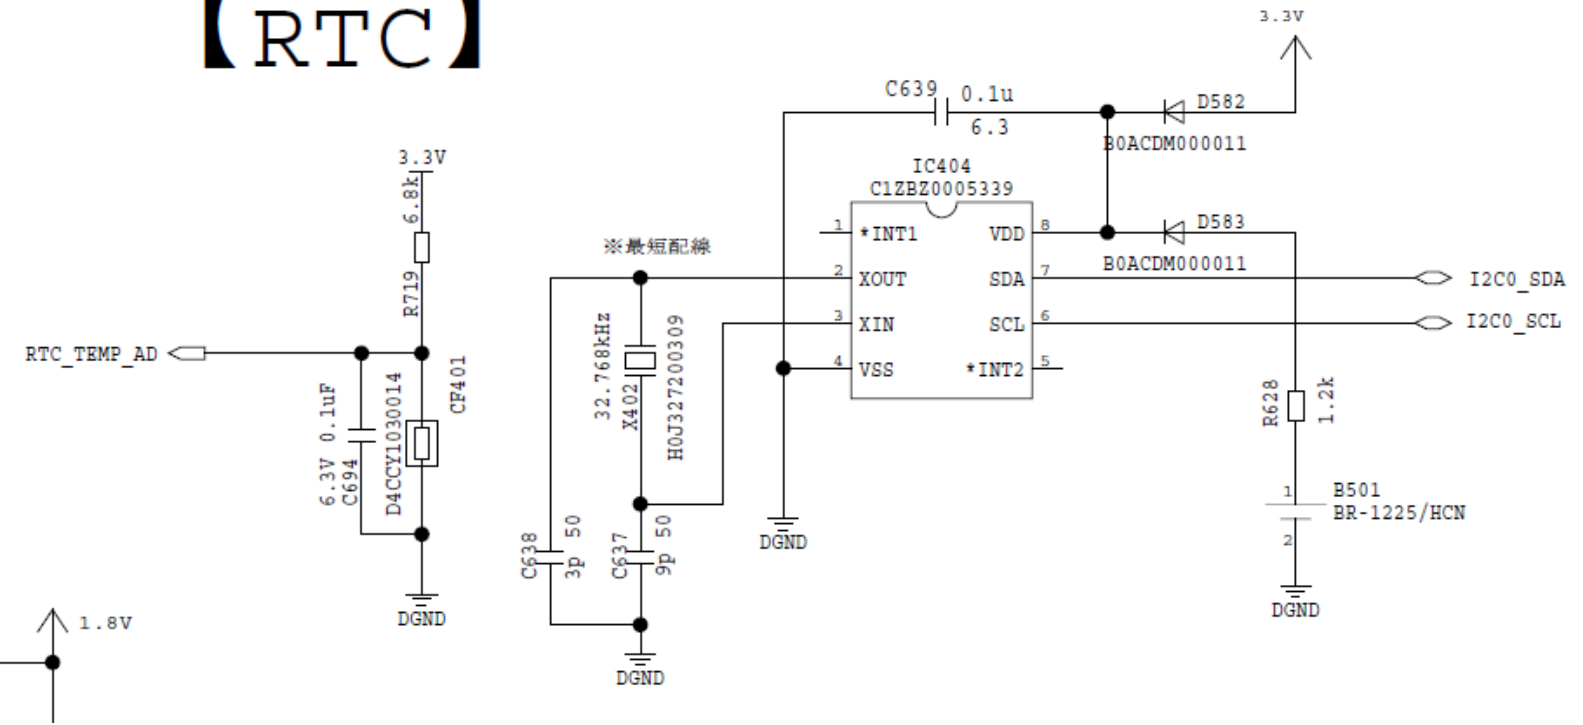 【RTC】
3.3V
C639
0.1u
6.3
D582
B0ACDM000011
3.3V
6.8k
R719
IC404
C1ZBZ0005339
※最短配線
1
*INT1
VDD
8
D583
B0ACDM000011
2
XOUT
SDA
7
I2C0_SDA
3
XIN
SCL
6
I2C0_SCL
4
VSS
*INT2
5
RTC_TEMP_AD
6.3V 0.1uF
C694
D4CCY1030014
CF401
32.768kHz
X402
H0J327200309
R628
1.2k
1
B501
BR-1225/HCN
2
DGND
C638
3p 50
C637
9p 50
DGND
DGND
DGND
1.8V